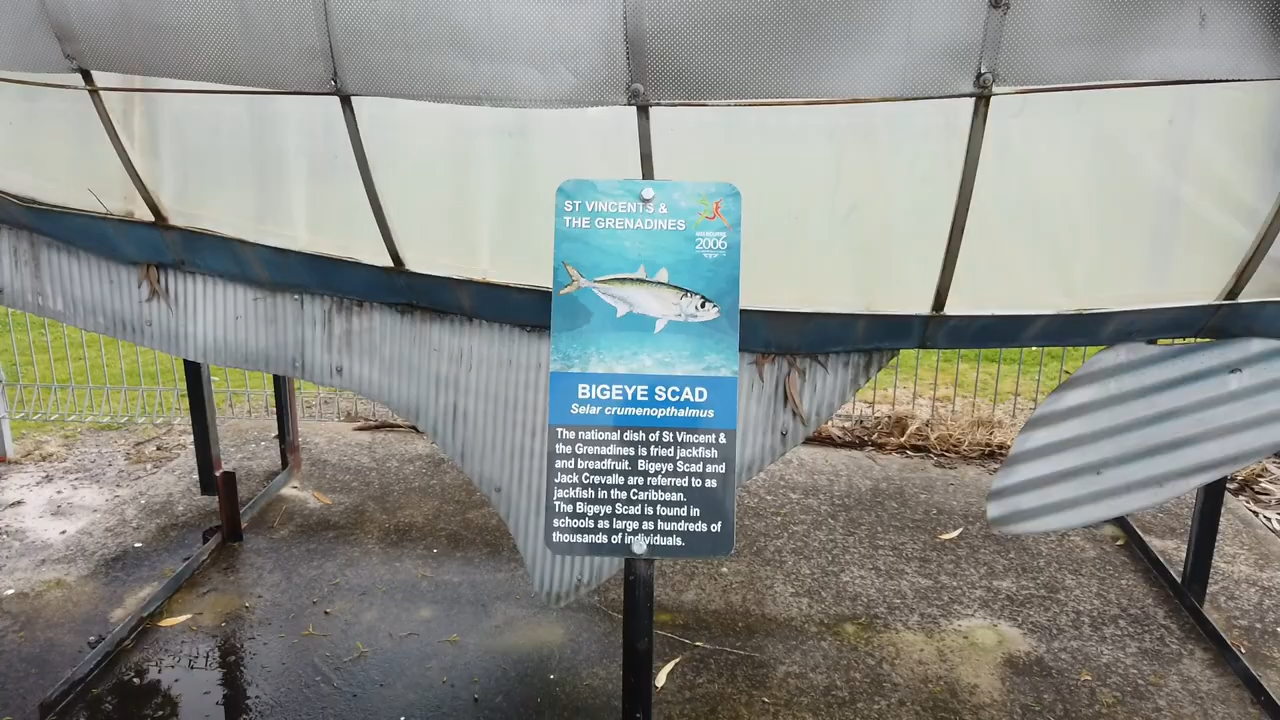 ST VINCENTS &
THE GRENADINES
MELBOURNE
2006
BIGEYE SCAD
Selar crumenopthalmus
The national dish of St Vincent &
the Grenadines is fried jackfish
and breadfruit. Bigeye Scad and
Jack Crevalle are referred to as
jackfish in the Caribbean.
The Bigeye Scad is found in
schools as large as hundreds of
thousands of individuals.